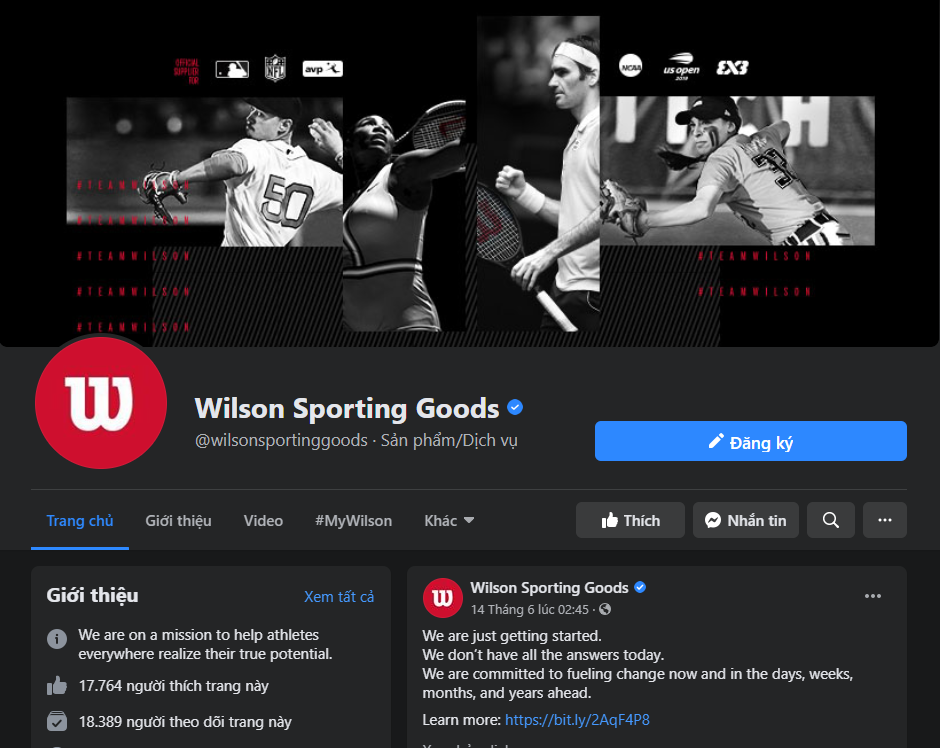 OFFICIAL
SUPPLIER
FOR
NFL
avp
NCAA
us open
2019
EX3
50
#TEAMWILSON
#TEAMWILSON
#TEAMWILSON
#TEAMWILSON
#TEAMWILSON
#TEAMWILSON
#TEAMWILSON
W
Wilson Sporting Goods
@wilsonsportinggoods · Sản phẩm/Dịch vụ
Đăng ký
Trang chủ Giới thiệu Video #MyWilson Khác
Thích Nhắn tin
Giới thiệu Xem tất cả
We are on a mission to help athletes
everywhere realize their true potential.
17.764 người thích trang này
18.389 người theo dõi trang này
W
Wilson Sporting Goods
14 Tháng 6 lúc 02:45 ·
We are just getting started.
We don't have all the answers today.
We are committed to fueling change now and in the days, weeks,
months, and years ahead.
Learn more: https://bit.ly/2AqF4P8